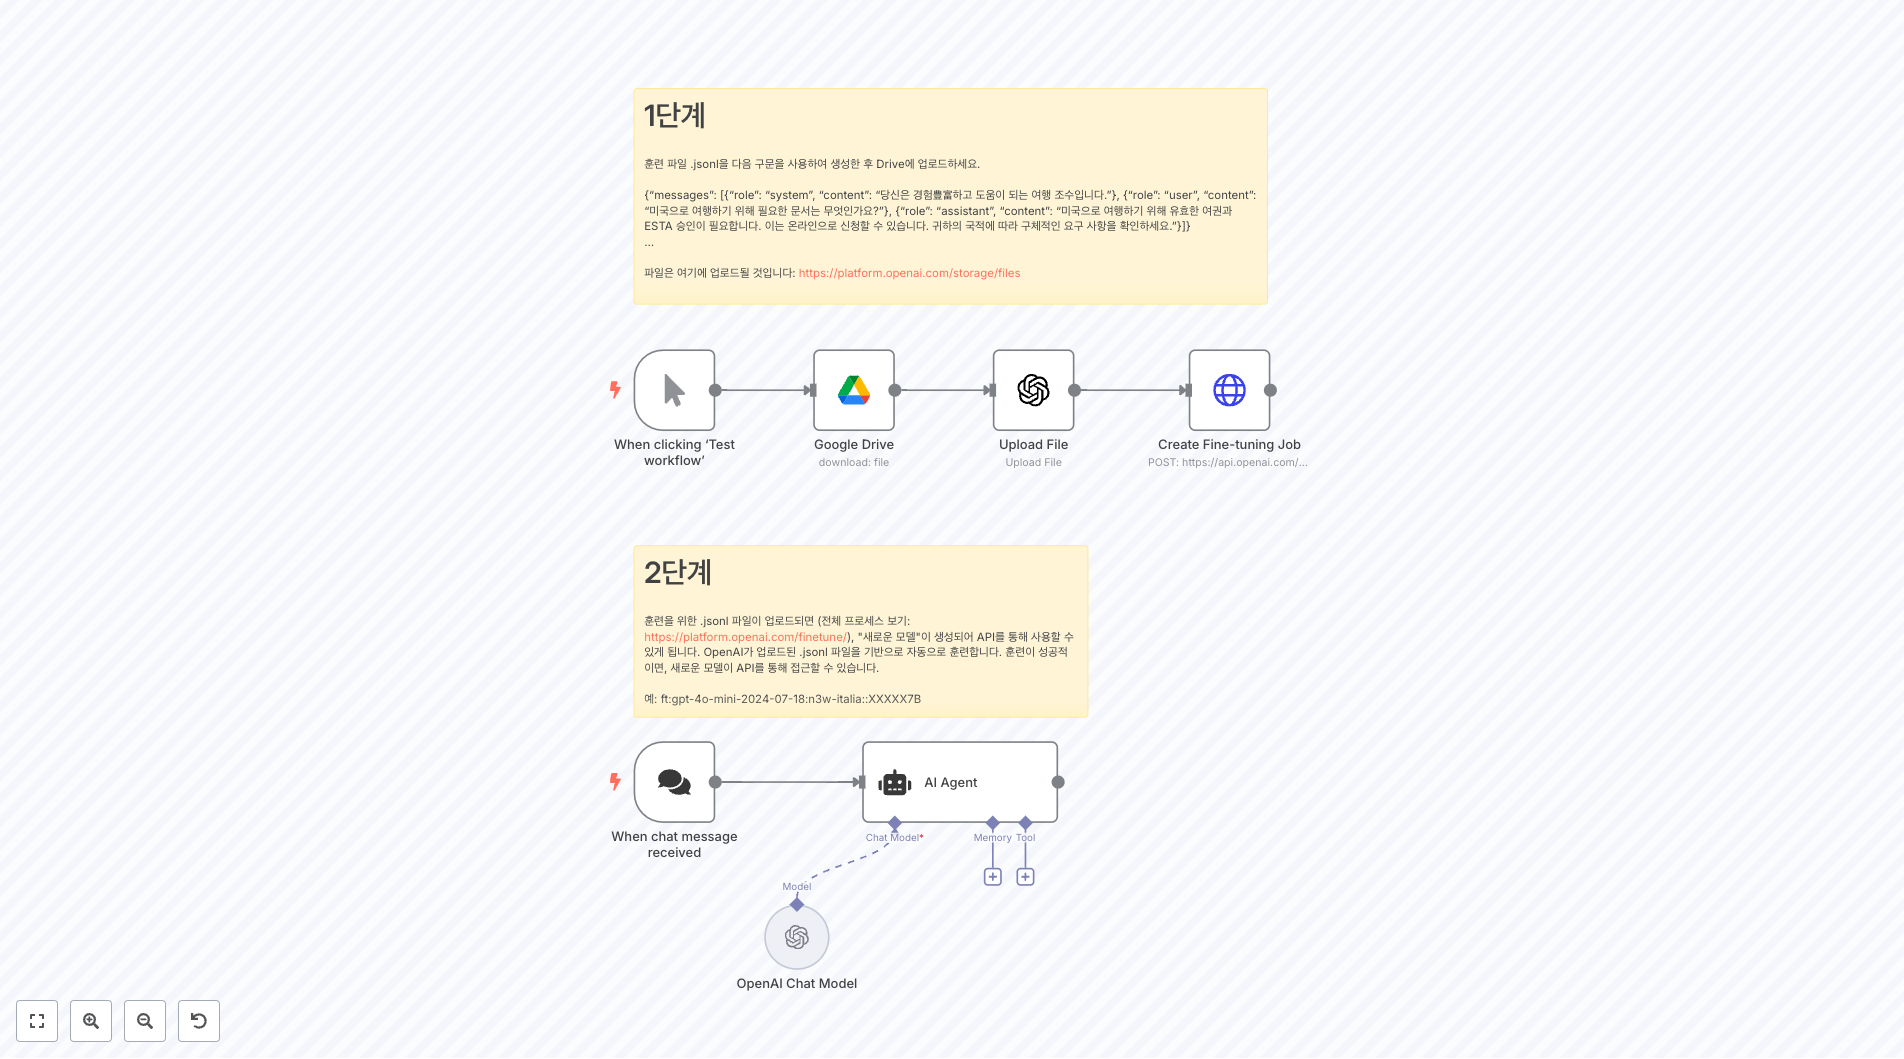 1단계
훈련 파일 .jsonl을 다음 구문을 사용하여 생성한 후 Drive에 업로드하세요.
{“messages”: [{“role”: “system”, “content”: “당신은 경험豊富하고 도움이 되는 여행 조수입니다.”}, {“role”: “user”, “content”:
“미국으로 여행하기 위해 필요한 문서는 무엇인가요?”}, {“role”: “assistant”, “content”: “미국으로 여행하기 위해 유효한 여권과
ESTA 승인이 필요합니다. 이는 온라인으로 신청할 수 있습니다. 귀하의 국적에 따라 구체적인 요구 사항을 확인하세요.”}]}
...
파일은 여기에 업로드될 것입니다: https://platform.openai.com/storage/files
When clicking ‘Test
workflow’
Google Drive
download: file
Upload File
Upload File
Create Fine-tuning Job
POST: https://api.openai.com/...
2단계
훈련을 위한 .jsonl 파일이 업로드되면 (전체 프로세스 보기:
https://platform.openai.com/finetune/), "새로운 모델"이 생성되어 API를 통해 사용할 수
있게 됩니다. OpenAI가 업로드된 .jsonl 파일을 기반으로 자동으로 훈련합니다. 훈련이 성공적
이면, 새로운 모델이 API를 통해 접근할 수 있습니다.
예: ft:gpt-4o-mini-2024-07-18:n3w-italia::XXXXX7B
When chat message
received
AI Agent
Chat Model*
Memory
Tool
Model
OpenAI Chat Model